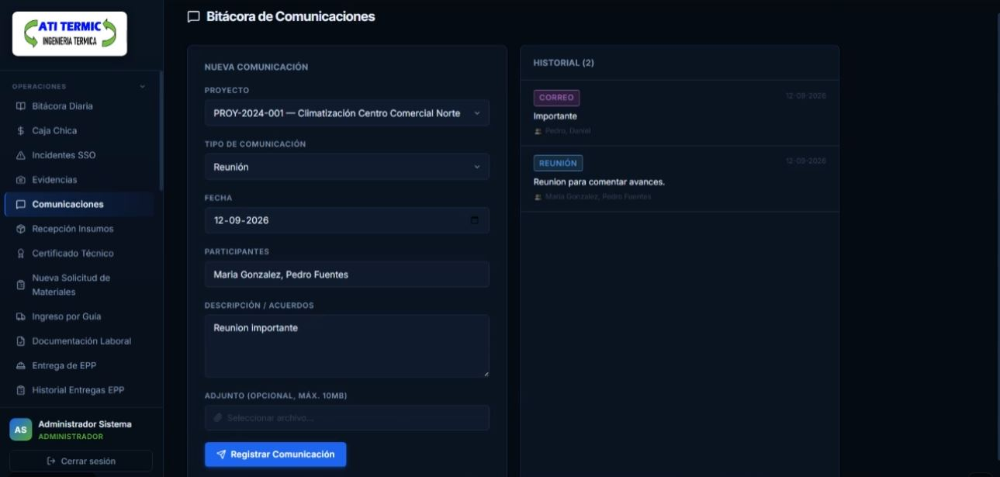 ATI TERMIC
INGENIERIA TERMICA
OPERACIONES
Bitácora Diaria
Caja Chica
Incidentes SSO
Evidencias
Comunicaciones
Recepción Insumos
Certificado Técnico
Nueva Solicitud de
Materiales
Ingreso por Guía
Documentación Laboral
Entrega de EPP
Historial Entregas EPP
AS
Administrador Sistema
ADMINISTRADOR
Cerrar sesión
Bitácora de Comunicaciones
NUEVA COMUNICACIÓN
PROYECTO
PROY-2024-001 — Climatización Centro Comercial Norte
TIPO DE COMUNICACIÓN
Reunión
FECHA
12-09-2026
PARTICIPANTES
Maria Gonzalez, Pedro Fuentes
DESCRIPCIÓN / ACUERDOS
Reunion importante
ADJUNTO (OPCIONAL, MÁX. 10MB)
Seleccionar archivo...
Registrar Comunicación
HISTORIAL (2)
CORREO
12-09-2026
Importante
Pedro, Daniel
REUNIÓN
12-09-2026
Reunion para comentar avances.
Maria Gonzalez, Pedro Fuentes